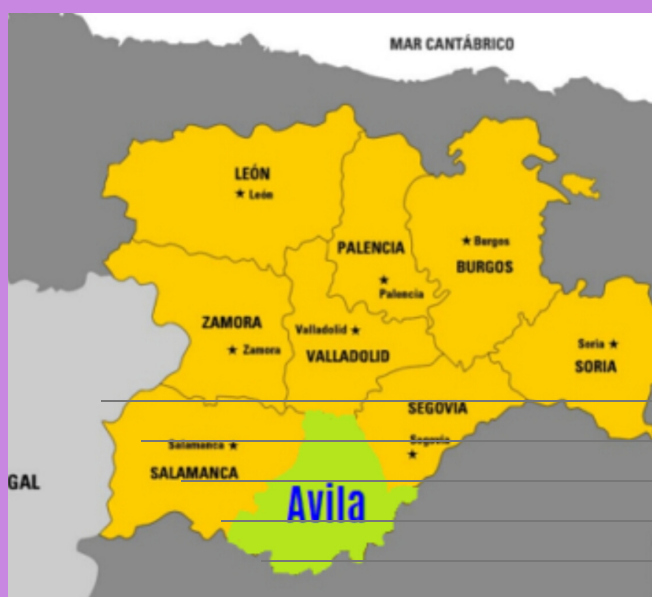 MAR CANTÁBRICO
LEÓN
León
PALENCIA
Palencia
Burgos
BURGOS
ZAMORA
Zamora
Valladolid
VALLADOLID
Soria
SORIA
SEGOVIA
Segovia
Salamanca
SALAMANCA
GAL
Avila